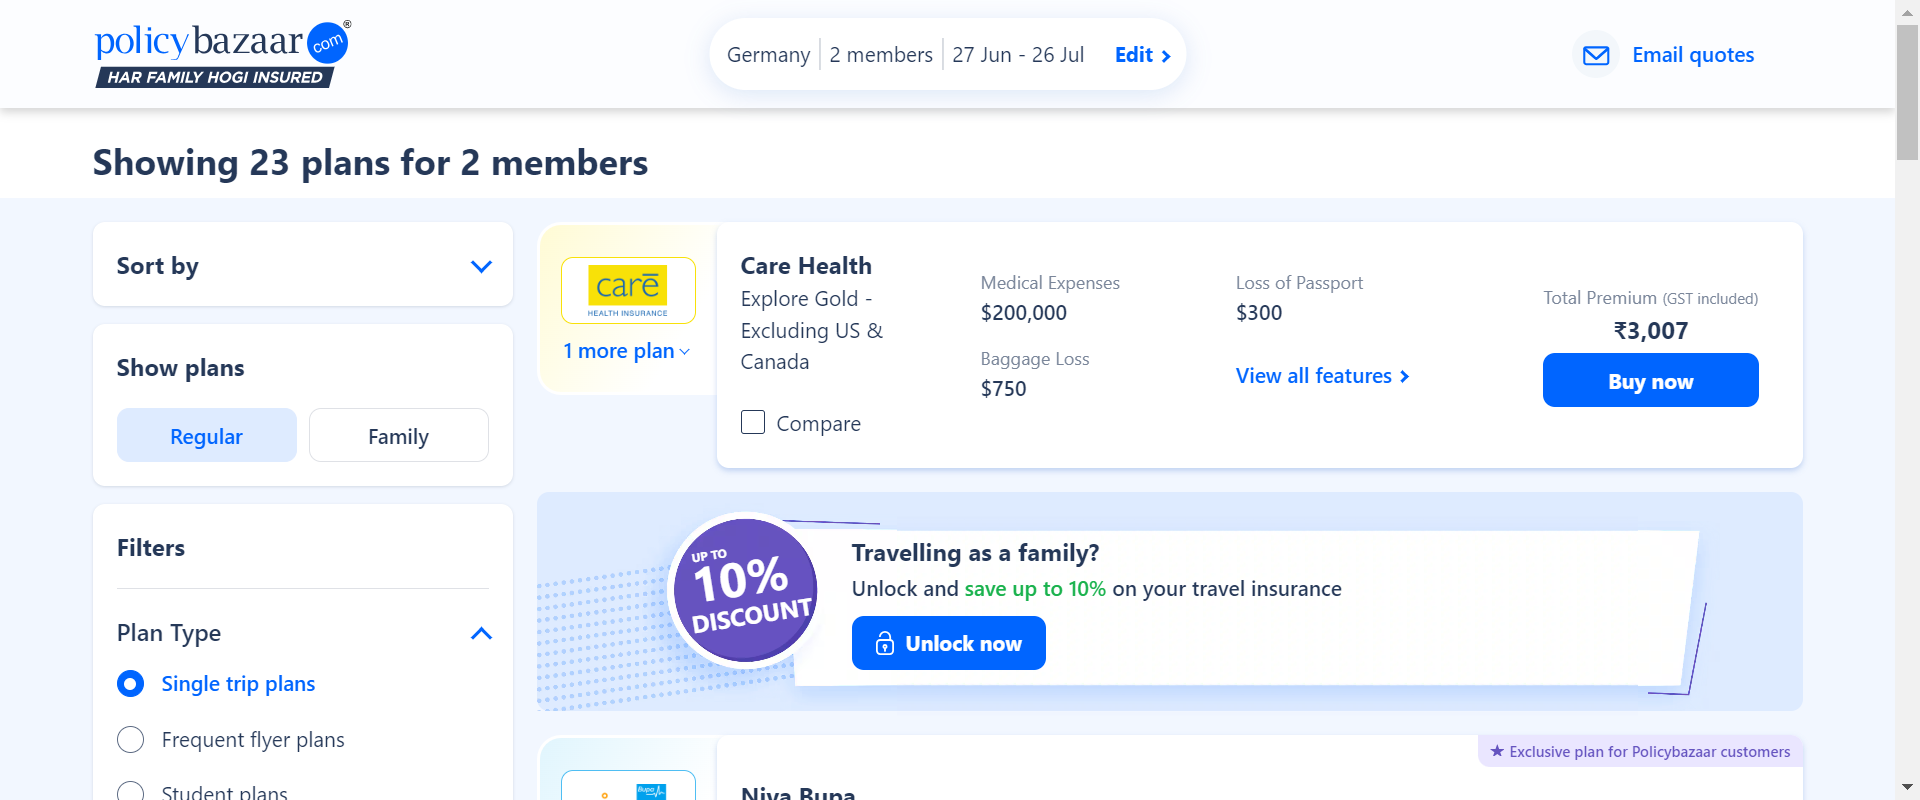 policybazaar.com®
HAR FAMILY HOGI INSURED
Germany 2 members 27 Jun - 26 Jul Edit
Email quotes
Showing 23 plans for 2 members
Sort by
Show plans
Regular Family
Filters
Plan Type
Single trip plans
Frequent flyer plans
Student plans
carē
HEALTH INSURANCE
1 more plan
Care Health
Explore Gold -
Excluding US &
Canada
Compare
Medical Expenses
$200,000
Baggage Loss
$750
Loss of Passport
$300
View all features
Total Premium (GST included)
₹3,007
Buy now
UP TO
10%
DISCOUNT
Travelling as a family?
Unlock and save up to 10% on your travel insurance
Unlock now
Exclusive plan for Policybazaar customers
Bupa
Niva Bupa